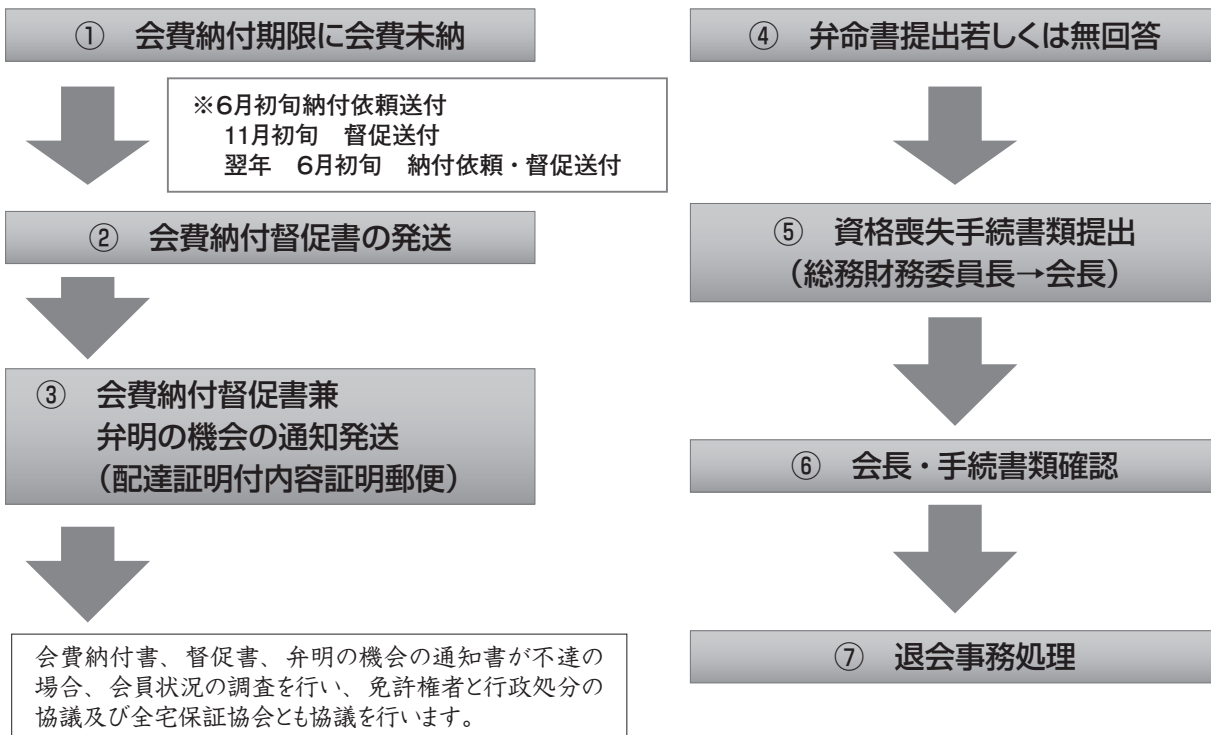 ① 会費納付期限に会費未納
※6月初旬納付依頼送付
11月初旬 督促送付
翌年 6月初旬 納付依頼・督促送付
② 会費納付督促書の発送
③ 会費納付督促書兼
弁明の機会の通知発送
（配達証明付内容証明郵便）
会費納付書、督促書、弁明の機会の通知書が不達の
場合、会員状況の調査を行い、免許権者と行政処分の
協議及び全宅保証協会とも協議を行います。
④ 弁命書提出若しくは無回答
⑤ 資格喪失手続書類提出
（総務財務委員長→会長）
⑥ 会長・手続書類確認
⑦ 退会事務処理